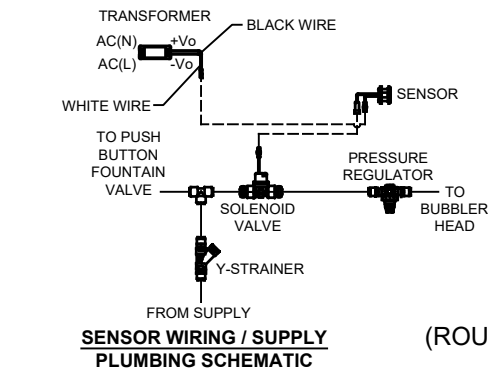 TRANSFORMER
BLACK WIRE
AC(N)
+Vo
AC(L)
-Vo
SENSOR
WHITE WIRE
TO PUSH
BUTTON
FOUNTAIN
VALVE
PRESSURE
REGULATOR
SOLENOID
VALVE
TO
BUBBLER
HEAD
Y-STRAINER
FROM SUPPLY
SENSOR WIRING / SUPPLY
PLUMBING SCHEMATIC
(ROU